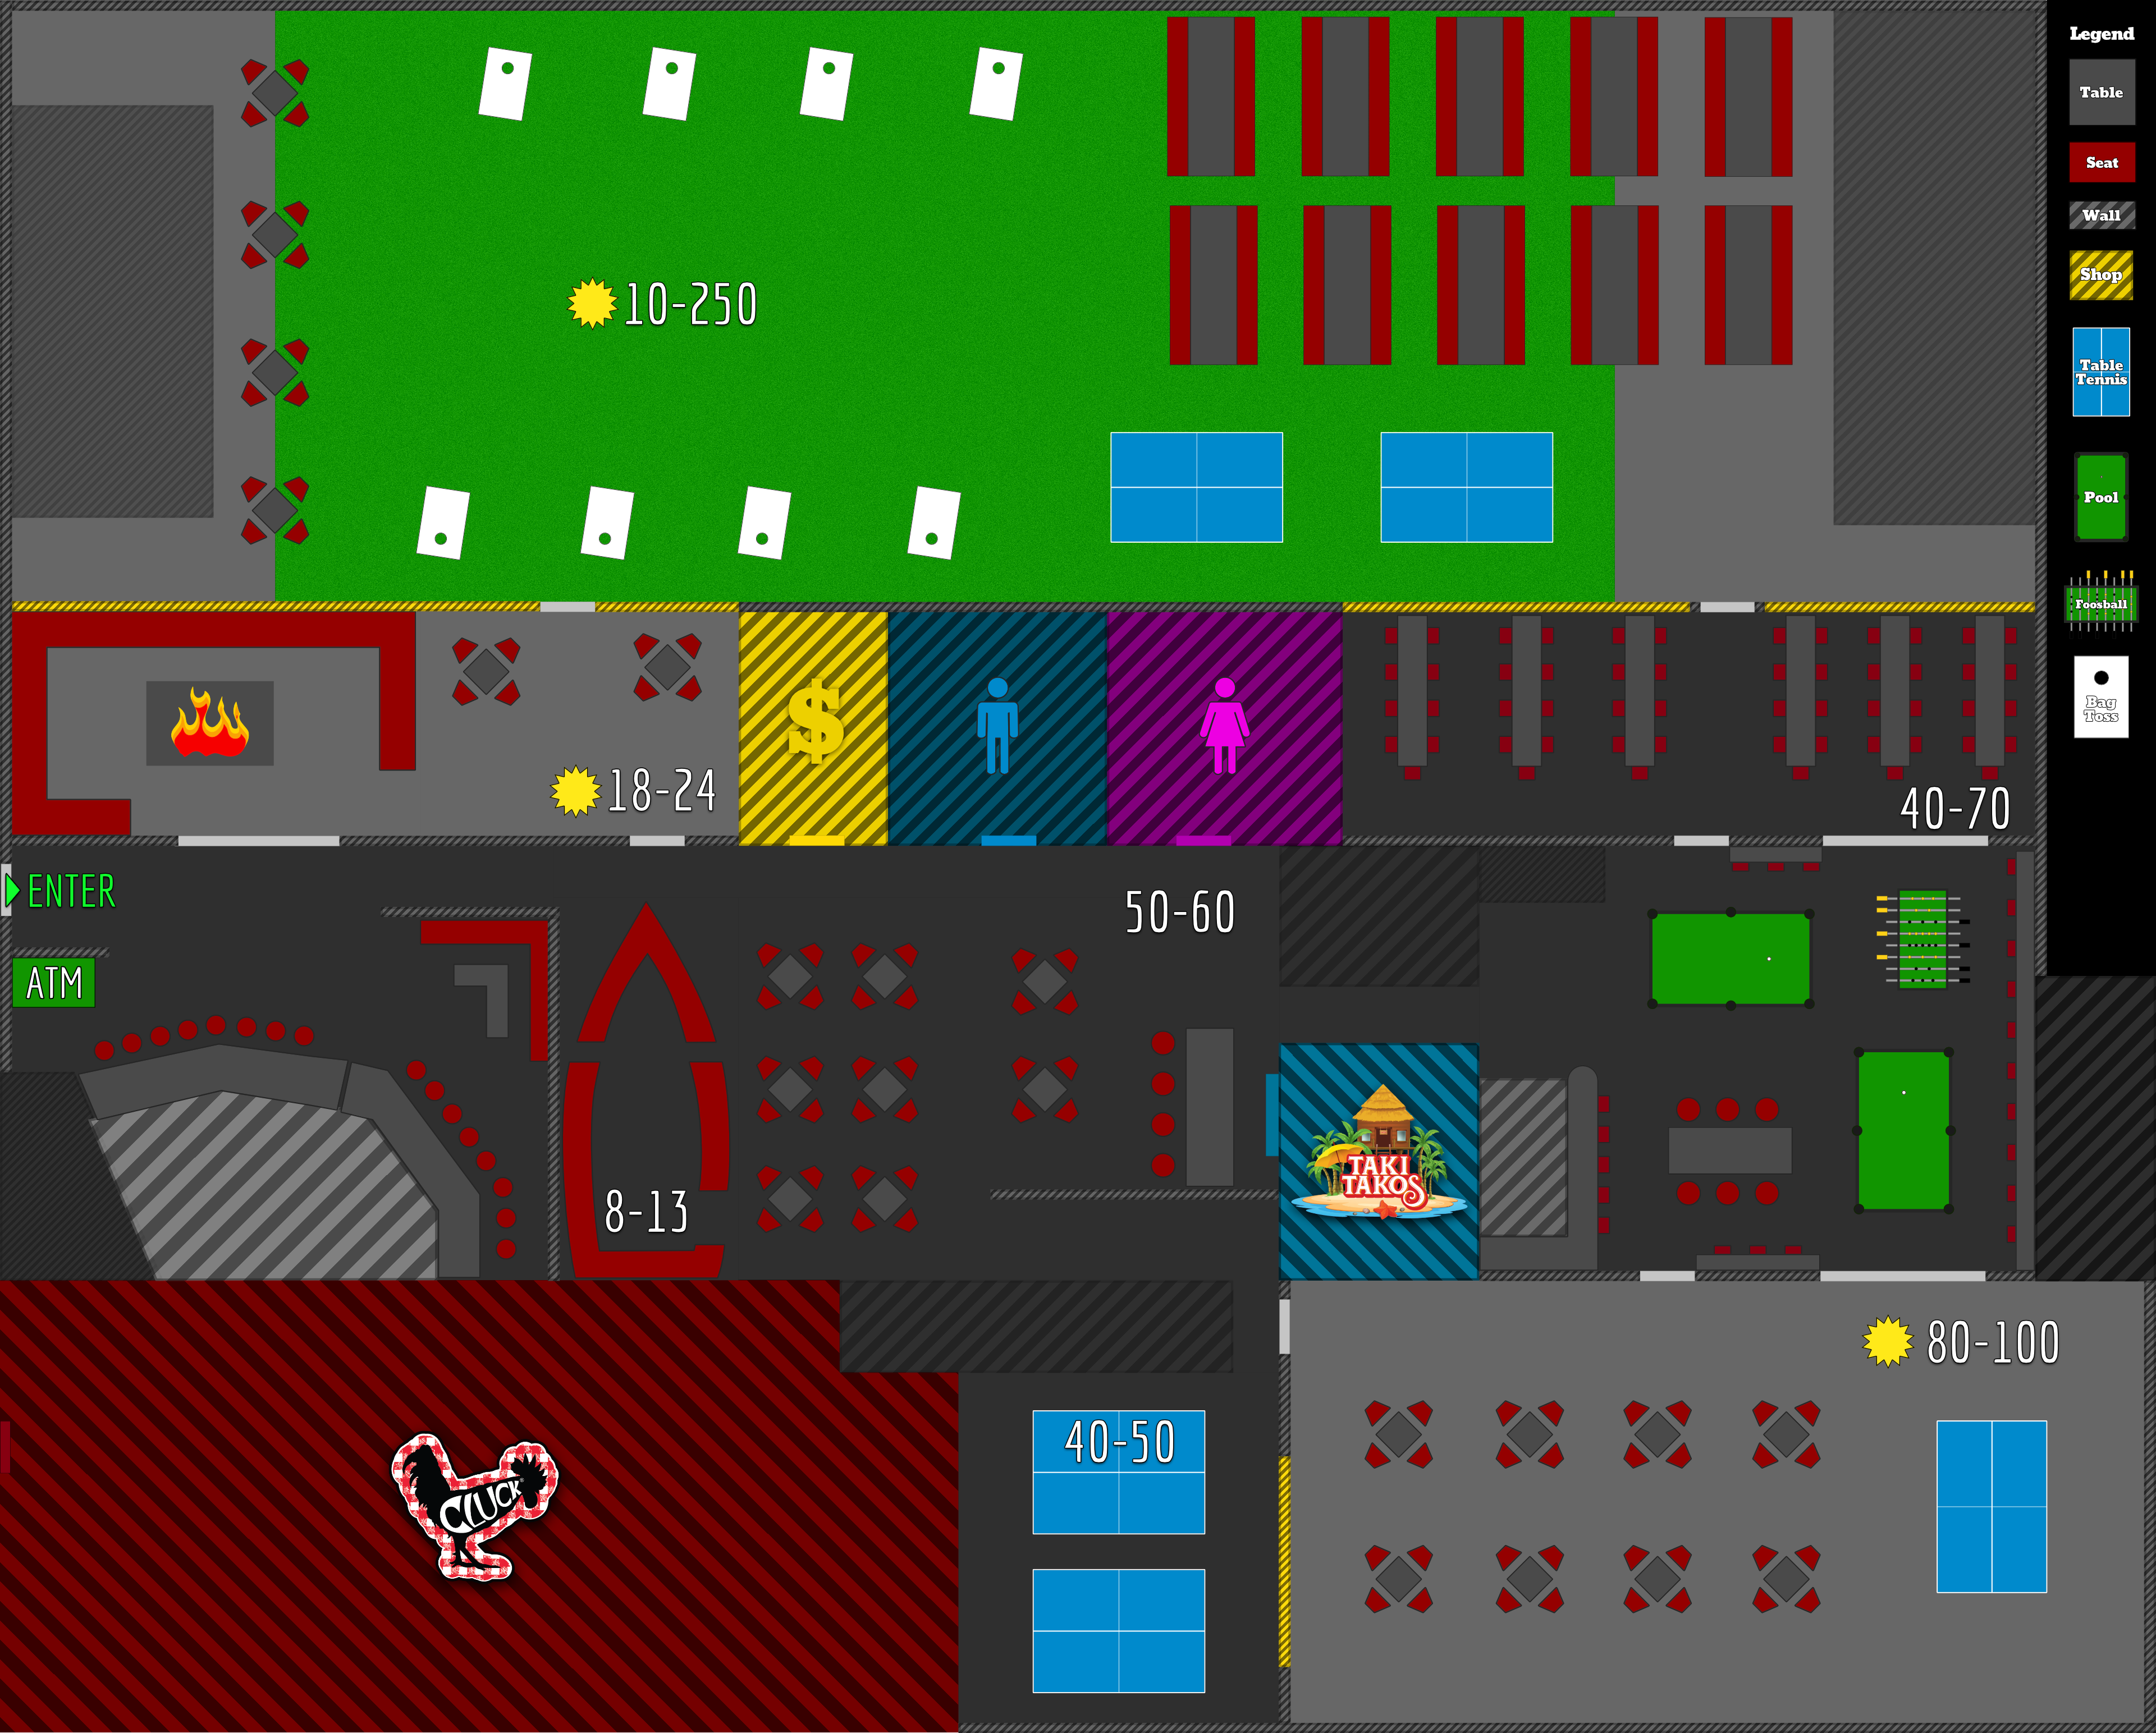 Legend
Table
Seat
Wall
Shop
Table
Tennis
Pool
Foosball
Bag
Toss
10-250
18-24
$
40-70
ENTER
50-60
ATM
8-13
TAKI
TAKOS
80-100
40-50
CLUCK